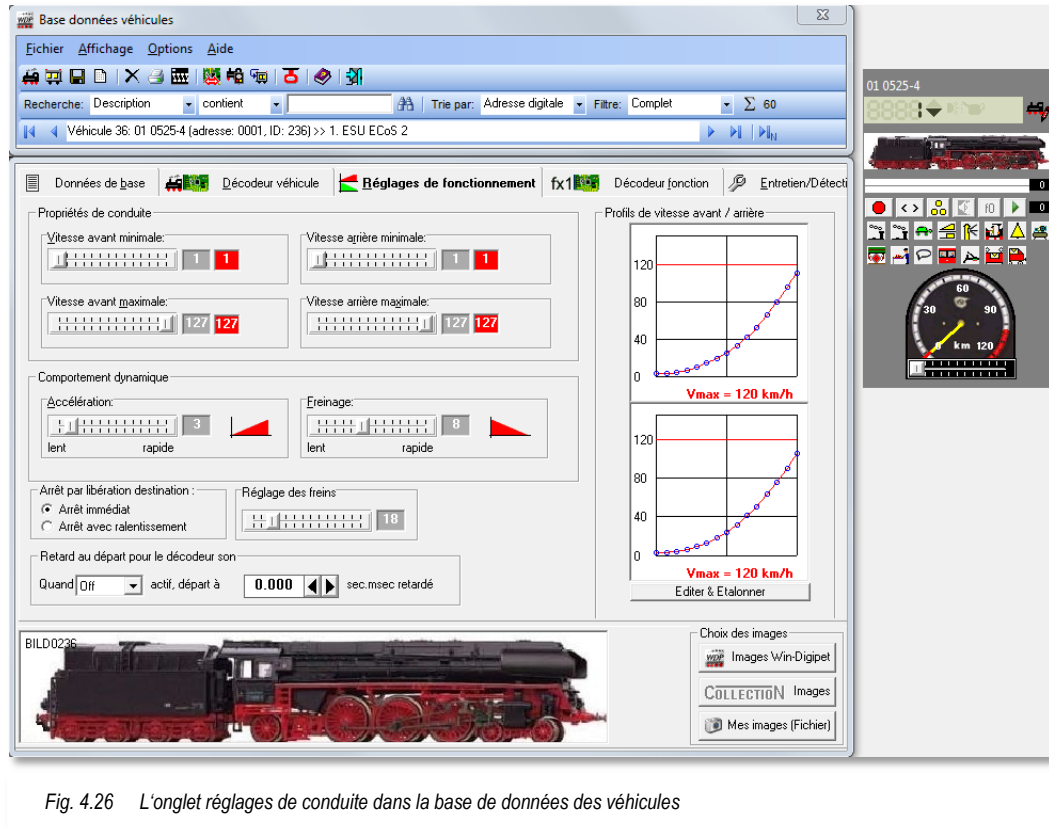 Base données véhicules
Fichier Affichage Options Aide
Recherche: Description contient Trie par: Adresse digitale Filtre: Complet Σ 60
Véhicule 36: 01 0525-4 (adresse: 0001, ID: 236) >> 1. ESU ECoS 2
Données de base Décodeur véhicule Réglages de fonctionnement fx1 Décodeur fonction Entretien/Détecti
Propriétés de conduite
Vitesse avant minimale:
1 1
Vitesse arrière minimale:
1 1
Vitesse avant maximale:
127 127
Vitesse arrière maximale:
127 127
Comportement dynamique
Accélération:
3
lent rapide
Freinage:
8
lent rapide
Arrêt par libération destination :
Arrêt immédiat
Arrêt avec ralentissement
Réglage des freins
18
Retard au départ pour le décodeur son
Quand Off actif, départ à 0.000 sec.msec retardé
Profils de vitesse avant / arrière
120
80
40
0
Vmax = 120 km/h
120
80
40
0
Vmax = 120 km/h
Editer & Etalonner
BILD0236
Choix des images
WDP Images Win-Digipet
COLLECTION Images
Mes images (Fichier)
01 0525-4
0
f0 0
30 60 90
0 km 120
Fig. 4.26 L'onglet réglages de conduite dans la base de données des véhicules